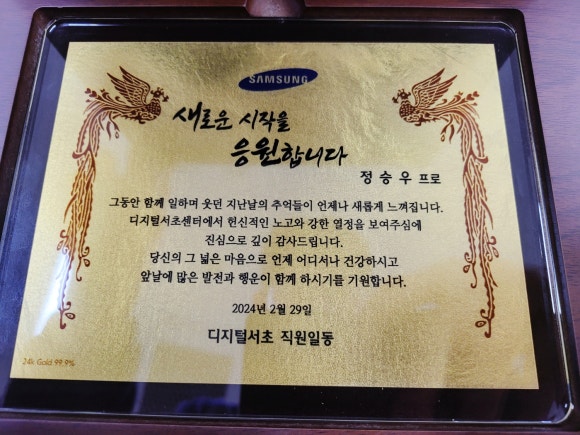 SAMSUNG
새로운 시작을
응원합니다
정승우 프로
그동안 함께 일하며 웃던 지난날의 추억들이 언제나 새롭게 느껴집니다.
디지털서초센터에서 헌신적인 노고와 강한 열정을 보여주심에
진심으로 깊이 감사드립니다.
당신의 그 넓은 마음으로 언제 어디서나 건강하시고
앞날에 많은 발전과 행운이 함께 하시기를 기원합니다.
2024년 2월 29일
디지털서초 직원일동
24k Gold 99.9%